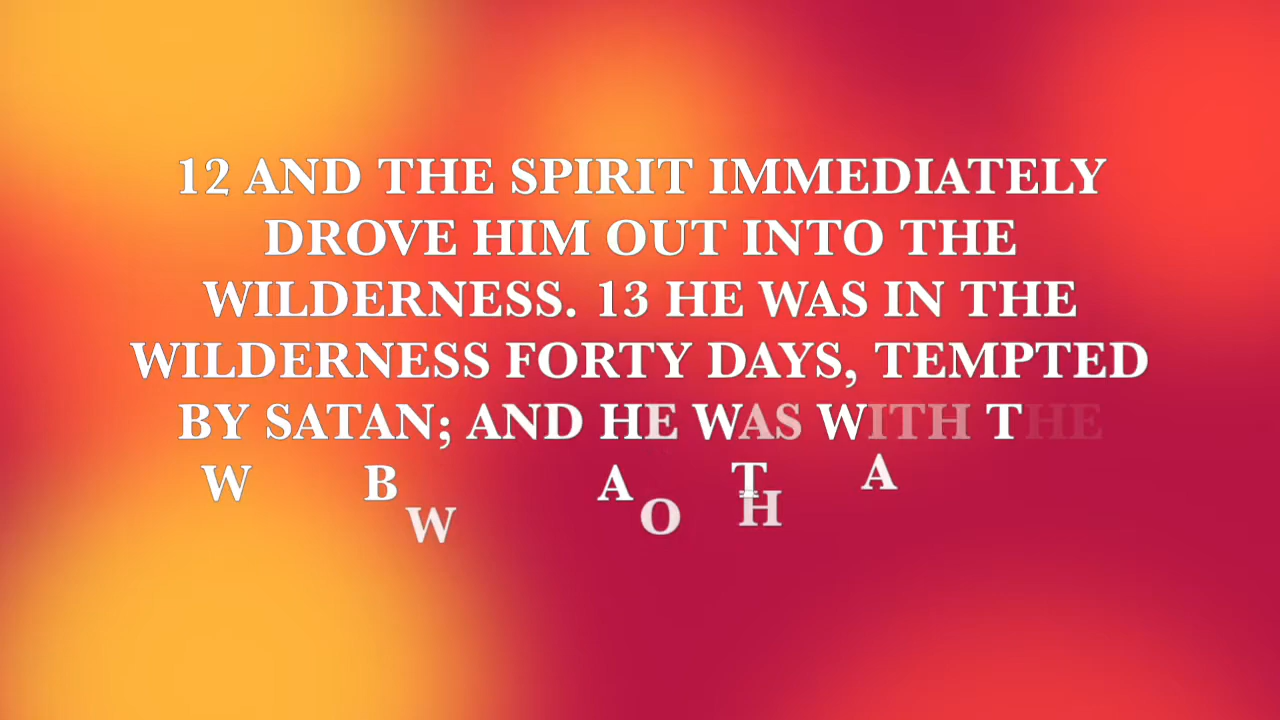 12 AND THE SPIRIT IMMEDIATELY
DROVE HIM OUT INTO THE
WILDERNESS. 13 HE WAS IN THE
WILDERNESS FORTY DAYS, TEMPTED
BY SATAN; AND HE WAS WITH THE
W B A T A
W O H